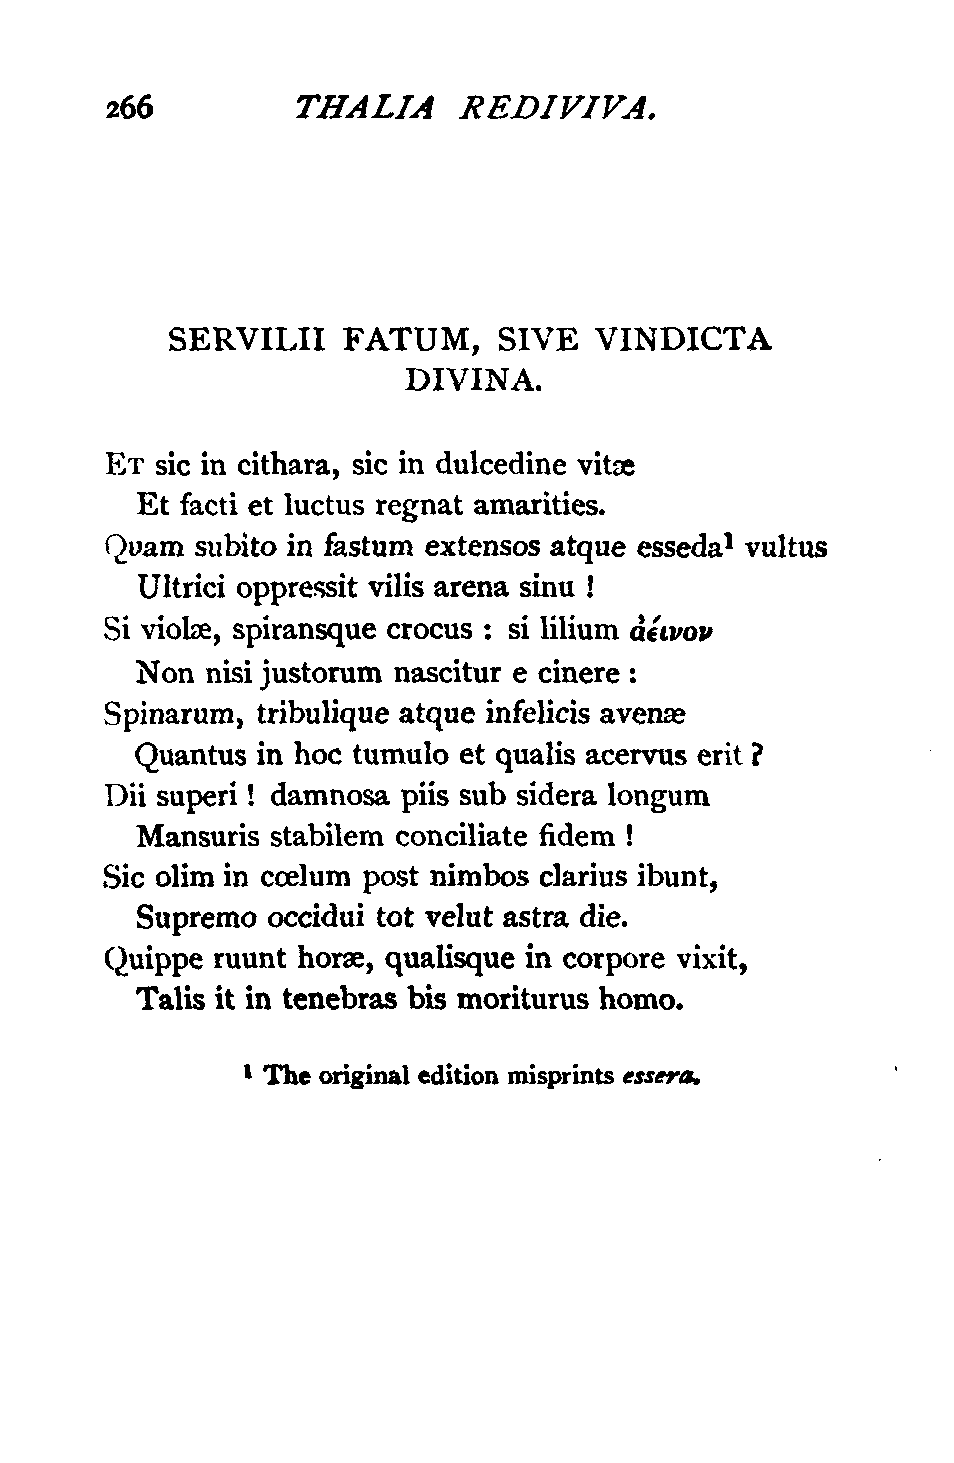 266 THALIA REDIVIVA.
SERVILII FATUM, SIVE VINDICTA
DIVINA.
ET sic in cithara, sic in dulcedine vitæ
Et facti et luctus regnat amarities.
Quam subito in fastum extensos atque esseda¹ vultus
Ultrici oppressit vilis arena sinu !
Si violæ, spiransque crocus : si lilium ἀέινον
Non nisi justorum nascitur e cinere :
Spinarum, tribulique atque infelicis avenæ
Quantus in hoc tumulo et qualis acervus erit ?
Dii superi ! damnosa piis sub sidera longum
Mansuris stabilem conciliate fidem !
Sic olim in cœlum post nimbos clarius ibunt,
Supremo occidui tot velut astra die.
Quippe ruunt horæ, qualisque in corpore vixit,
Talis it in tenebras bis moriturus homo.
¹ The original edition misprints essera.